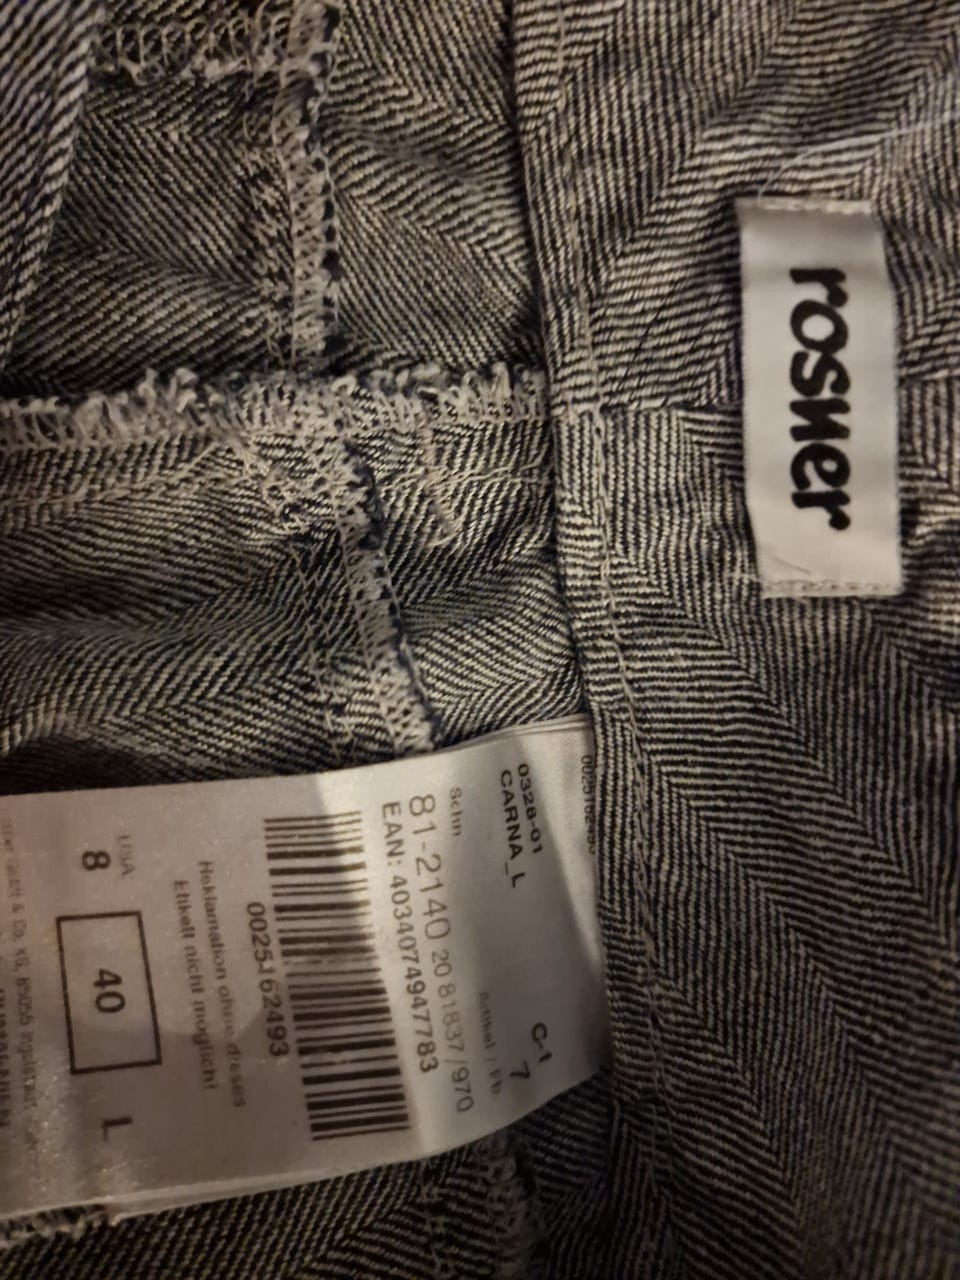 rosner
0328-01
C-1
CARNA_L
7
Schn
Artikel / Fb
81-2140 20 81837/970
EAN: 4034074947783
0025162493
Reklamation ohne dieses
Etikett nicht möglich!
USA
8
40
L